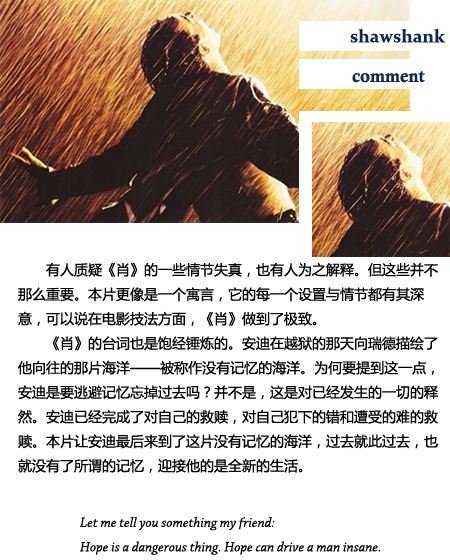 shawshank
comment
有人质疑《肖》的一些情节失真，也有人为之解释。但这些并不
那么重要。本片更像是一个寓言，它的每一个设置与情节都有其深
意，可以说在电影技法方面，《肖》做到了极致。
《肖》的台词也是饱经锤炼的。安迪在越狱的那天向瑞德描绘了
他向往的那片海洋——被称作没有记忆的海洋。为何要提到这一点，
安迪是要逃避记忆忘掉过去吗？并不是，这是对已经发生的一切的释
然。安迪已经完成了对自己的救赎，对自己犯下的错和遭受的难的救
赎。本片让安迪最后来到了这片没有记忆的海洋，过去就此过去，也
就没有了所谓的记忆，迎接他的是全新的生活。
Let me tell you something my friend:
Hope is a dangerous thing. Hope can drive a man insane.